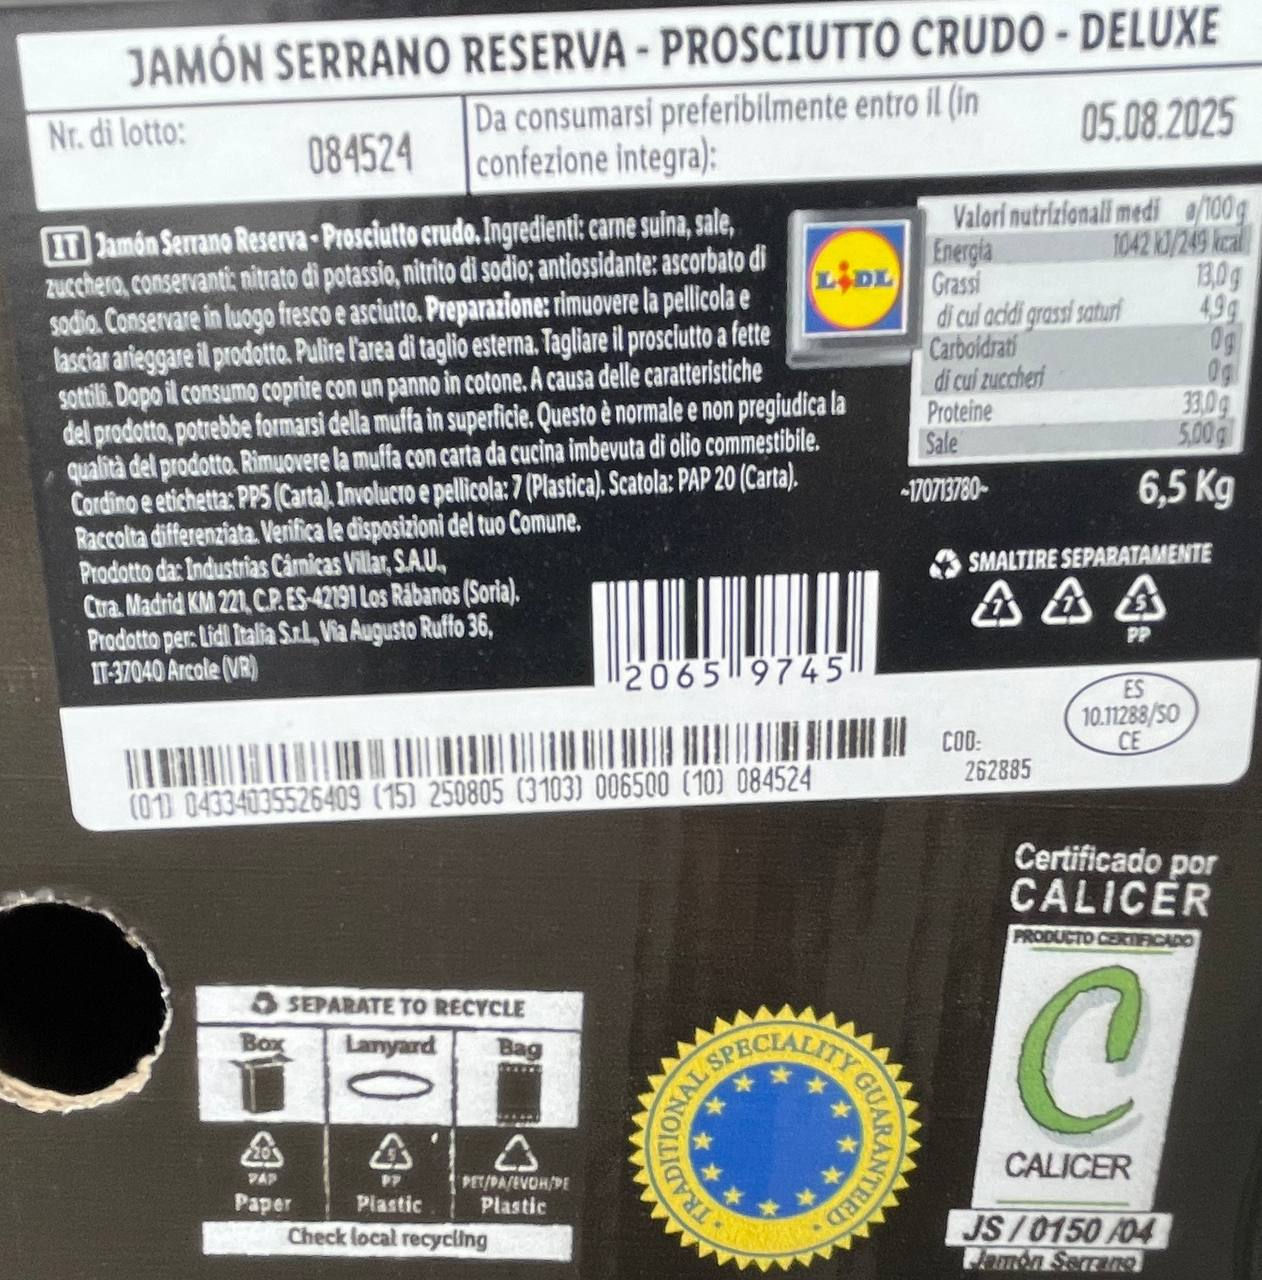 JAMÓN SERRANO RESERVA - PROSCIUTTO CRUDO - DELUXE
Nr. di lotto:
084524
Da consumarsi preferibilmente entro il (in
confezione integra):
05.08.2025
IT Jamón Serrano Reserva - Prosciutto crudo. Ingredienti: carne suina, sale,
zucchero, conservanti: nitrato di potassio, nitrito di sodio; antiossidante: ascorbato di
sodio. Conservare in luogo fresco e asciutto. Preparazione: rimuovere la pellicola e
lasciar arieggare il prodotto. Pulire l'area di taglio esterna. Tagliare il prosciutto a fette
sottili. Dopo il consumo coprire con un panno in cotone. A causa delle caratteristiche
del prodotto, potrebbe formarsi della muffa in superficie. Questo è normale e non pregiudica la
qualità del prodotto. Rimuovere la muffa con carta da cucina imbevuta di olio commestibile.
Cordino e etichetta: PP5 (Carta). Involucro e pellicola: 7 (Plastica). Scatola: PAP 20 (Carta).
Raccolta differenziata. Verifica le disposizioni del tuo Comune.
Prodotto da: Industrias Cárnicas Villar, S.A.U.,
Ctra. Madrid KM 221, C.P. ES-42191 Los Rábanos (Soria).
Prodotto per: Lidl Italia S.r.l., Via Augusto Ruffo 36,
IT-37040 Arcole (VR)
LIDL
Valori nutrizionali medi ø/100g
Energia 1042 kJ/249 kcal
Grassi 13,0 g
di cui acidi grassi saturi 4,9 g
Carboidrati 0 g
di cui zuccheri 0 g
Proteine 33,0 g
Sale 5,00 g
~170713780~
6,5 Kg
SMALTIRE SEPARATAMENTE
7 7 5
PP
2065 9745
ES
10.11288/SO
CE
COD:
262885
(01) 04334035526409 (15) 250805 (3103) 006500 (10) 084524
Certificado por
CALICER
PRODUCTO CERTIFICADO
C
CALICER
JS / 0150 /04
Jamón Serrano
SEPARATE TO RECYCLE
Box Lanyard Bag
20 5
PAP PP PET/PA/EVOH/PE
Paper Plastic Plastic
Check local recycling
TRADITIONAL SPECIALITY GUARANTEED